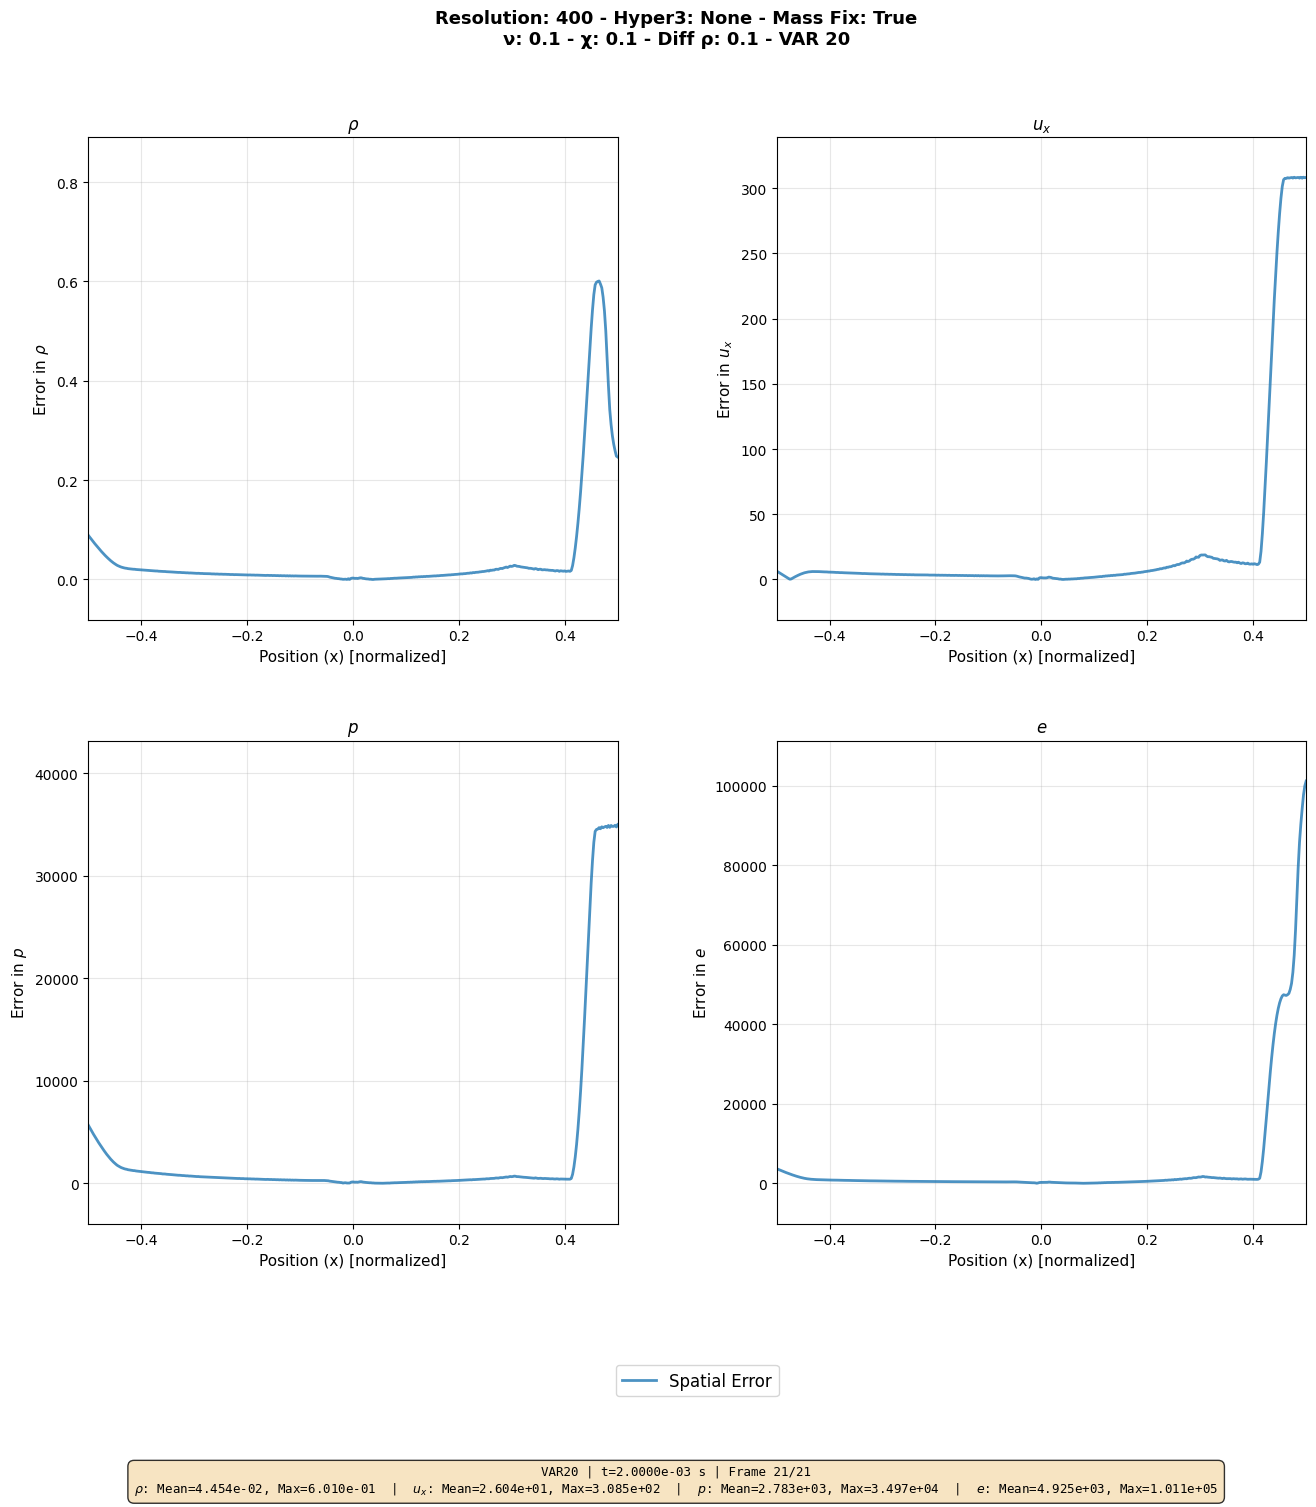 Resolution: 400 - Hyper3: None - Mass Fix: True
ν: 0.1 - χ: 0.1 - Diff ρ: 0.1 - VAR 20
ρ
0.8
0.6
0.4
0.2
0.0
Error in ρ
−0.4 −0.2 0.0 0.2 0.4
Position (x) [normalized]
uₓ
300
250
200
150
100
50
0
Error in uₓ
−0.4 −0.2 0.0 0.2 0.4
Position (x) [normalized]
p
40000
30000
20000
10000
0
Error in p
−0.4 −0.2 0.0 0.2 0.4
Position (x) [normalized]
e
100000
80000
60000
40000
20000
0
Error in e
−0.4 −0.2 0.0 0.2 0.4
Position (x) [normalized]
Spatial Error
VAR20 | t=2.0000e-03 s | Frame 21/21
ρ: Mean=4.454e-02, Max=6.010e-01 | uₓ: Mean=2.604e+01, Max=3.085e+02 | p: Mean=2.783e+03, Max=3.497e+04 | e: Mean=4.925e+03, Max=1.011e+05